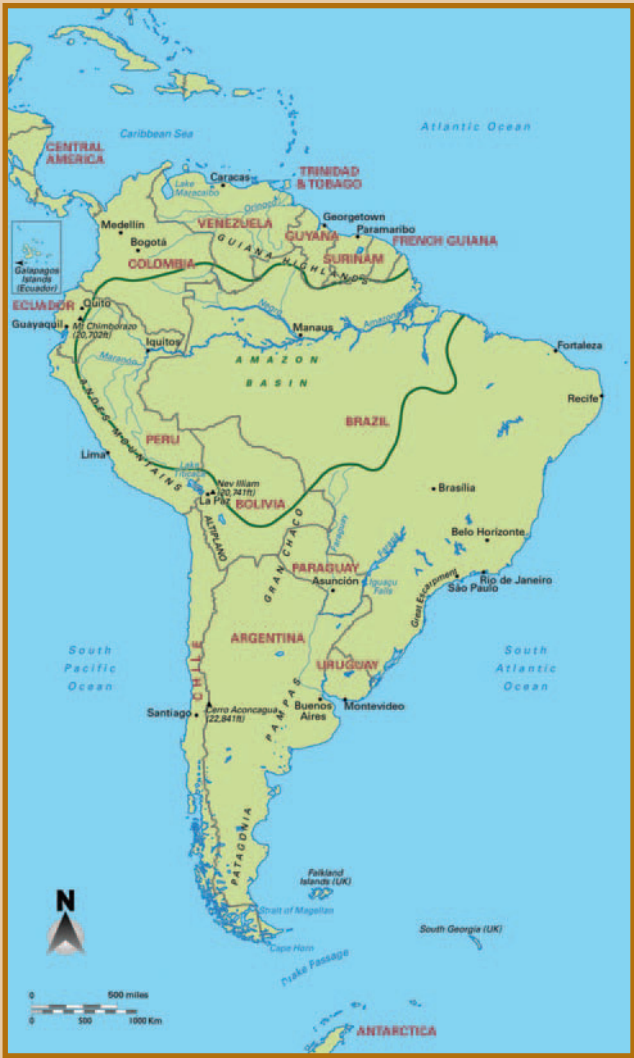 Caribbean Sea
Atlantic Ocean
CENTRAL
AMERICA
Caracas
TRINIDAD
& TOBAGO
Lake
Maracaibo
Orinoco
Medellín
VENEZUELA
Georgetown
Paramaribo
GUYANA
Bogotá
GUIANA HIGHLANDS
FRENCH GUIANA
SURINAM
COLOMBIA
Galapagos
Islands
(Ecuador)
ECUADOR
Quito
Mt Chimborazo
(20,702ft)
Guayaquil
Negro
Amazonas
Manaus
Iquitos
Marañón
Fortaleza
AMAZON
BASIN
Recife
ANDES MOUNTAINS
BRAZIL
PERU
Lima
Lake
Titicaca
Nev Illiam
(20,741ft)
La Paz
BOLIVIA
Brasília
ALTIPLANO
GRAN CHACO
Paraguay
Belo Horizonte
Paraná
PARAGUAY
Asunción
Iguaçu
Falls
Great Escarpment
São Paulo
Rio de Janeiro
ARGENTINA
South
Pacific
Ocean
CHILE
URUGUAY
South
Atlantic
Ocean
Santiago
Cerro Aconcagua
(22,841ft)
PAMPAS
Buenos
Aires
Montevideo
PATAGONIA
Falkland
Islands (UK)
Strait of Magellan
South Georgia (UK)
Cape Horn
Drake Passage
N
0 500 miles
0 500 1000 Km
ANTARCTICA